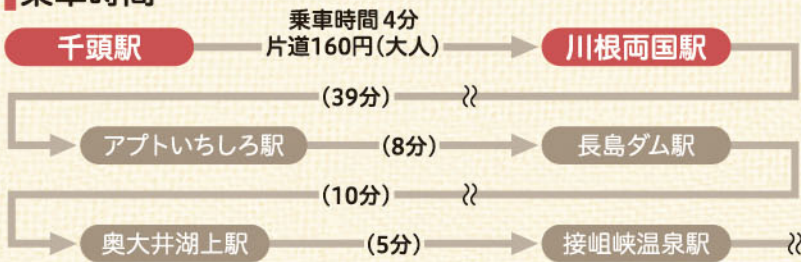 乗車時間
乗車時間4分
千頭駅 片道160円(大人) 川根両国駅
(39分)
アプトいちしろ駅 (8分) 長島ダム駅
(10分)
奥大井湖上駅 (5分) 接岨峡温泉駅